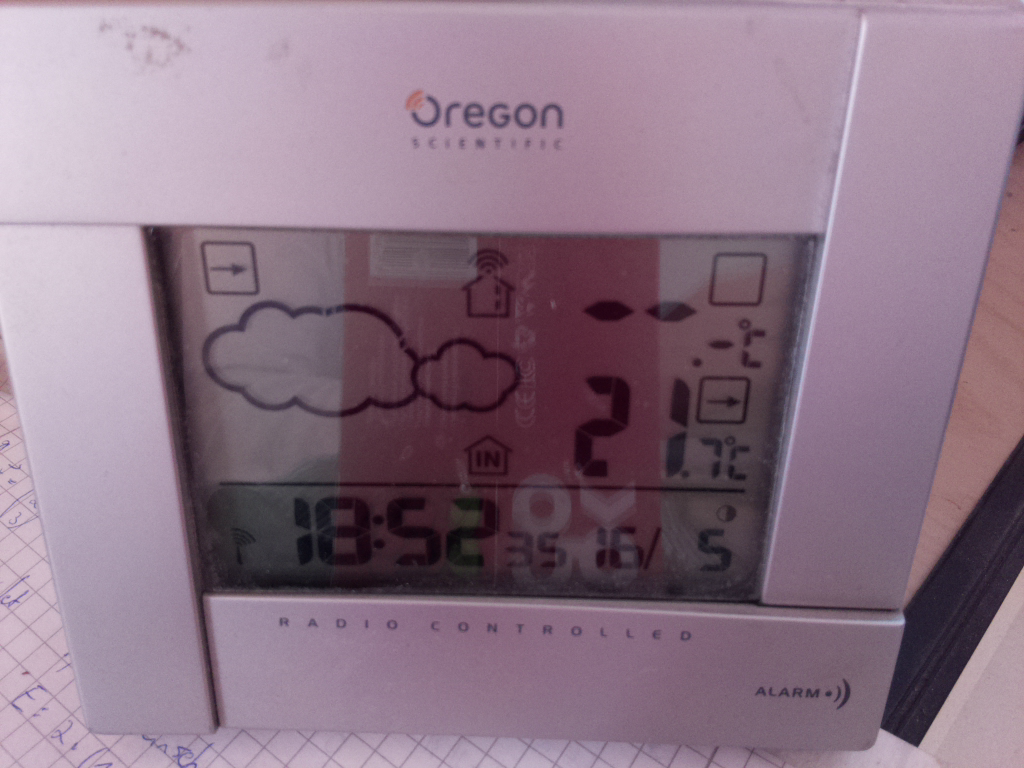 Oregon
SCIENTIFIC
-- .-°C
IN 21.7°C
18:52 35 16/ 5
RADIO CONTROLLED
ALARM